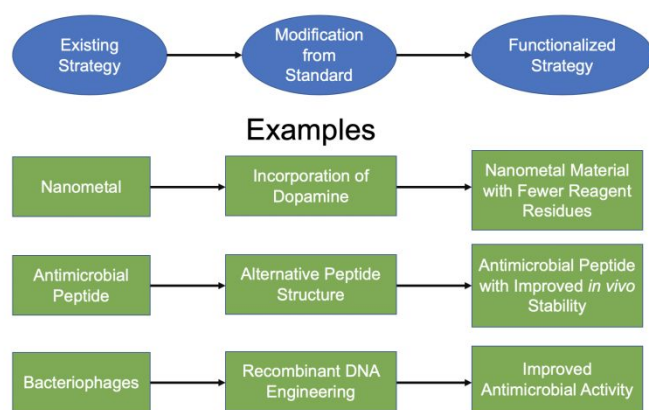 Existing
Strategy
Modification
from
Standard
Functionalized
Strategy
Examples
Nanometal
Incorporation of
Dopamine
Nanometal Material
with Fewer Reagent
Residues
Antimicrobial
Peptide
Alternative Peptide
Structure
Antimicrobial Peptide
with Improved in vivo
Stability
Bacteriophages
Recombinant DNA
Engineering
Improved
Antimicrobial Activity